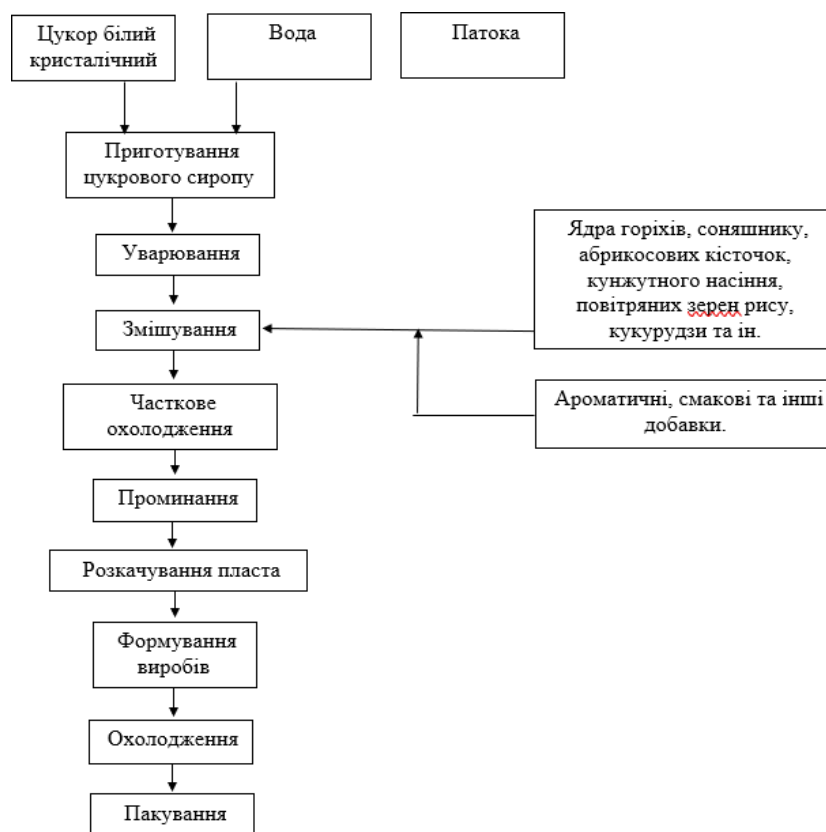 Цукор білий
кристалічний
Вода
Патока
Приготування
цукрового сиропу
Уварювання
Ядра горіхів, соняшнику,
абрикосових кісточок,
кунжутного насіння,
повітряних зерен рису,
кукурудзи та ін.
Змішування
Ароматичні, смакові та інші
добавки.
Часткове
охолодження
Проминання
Розкачування пласта
Формування
виробів
Охолодження
Пакування